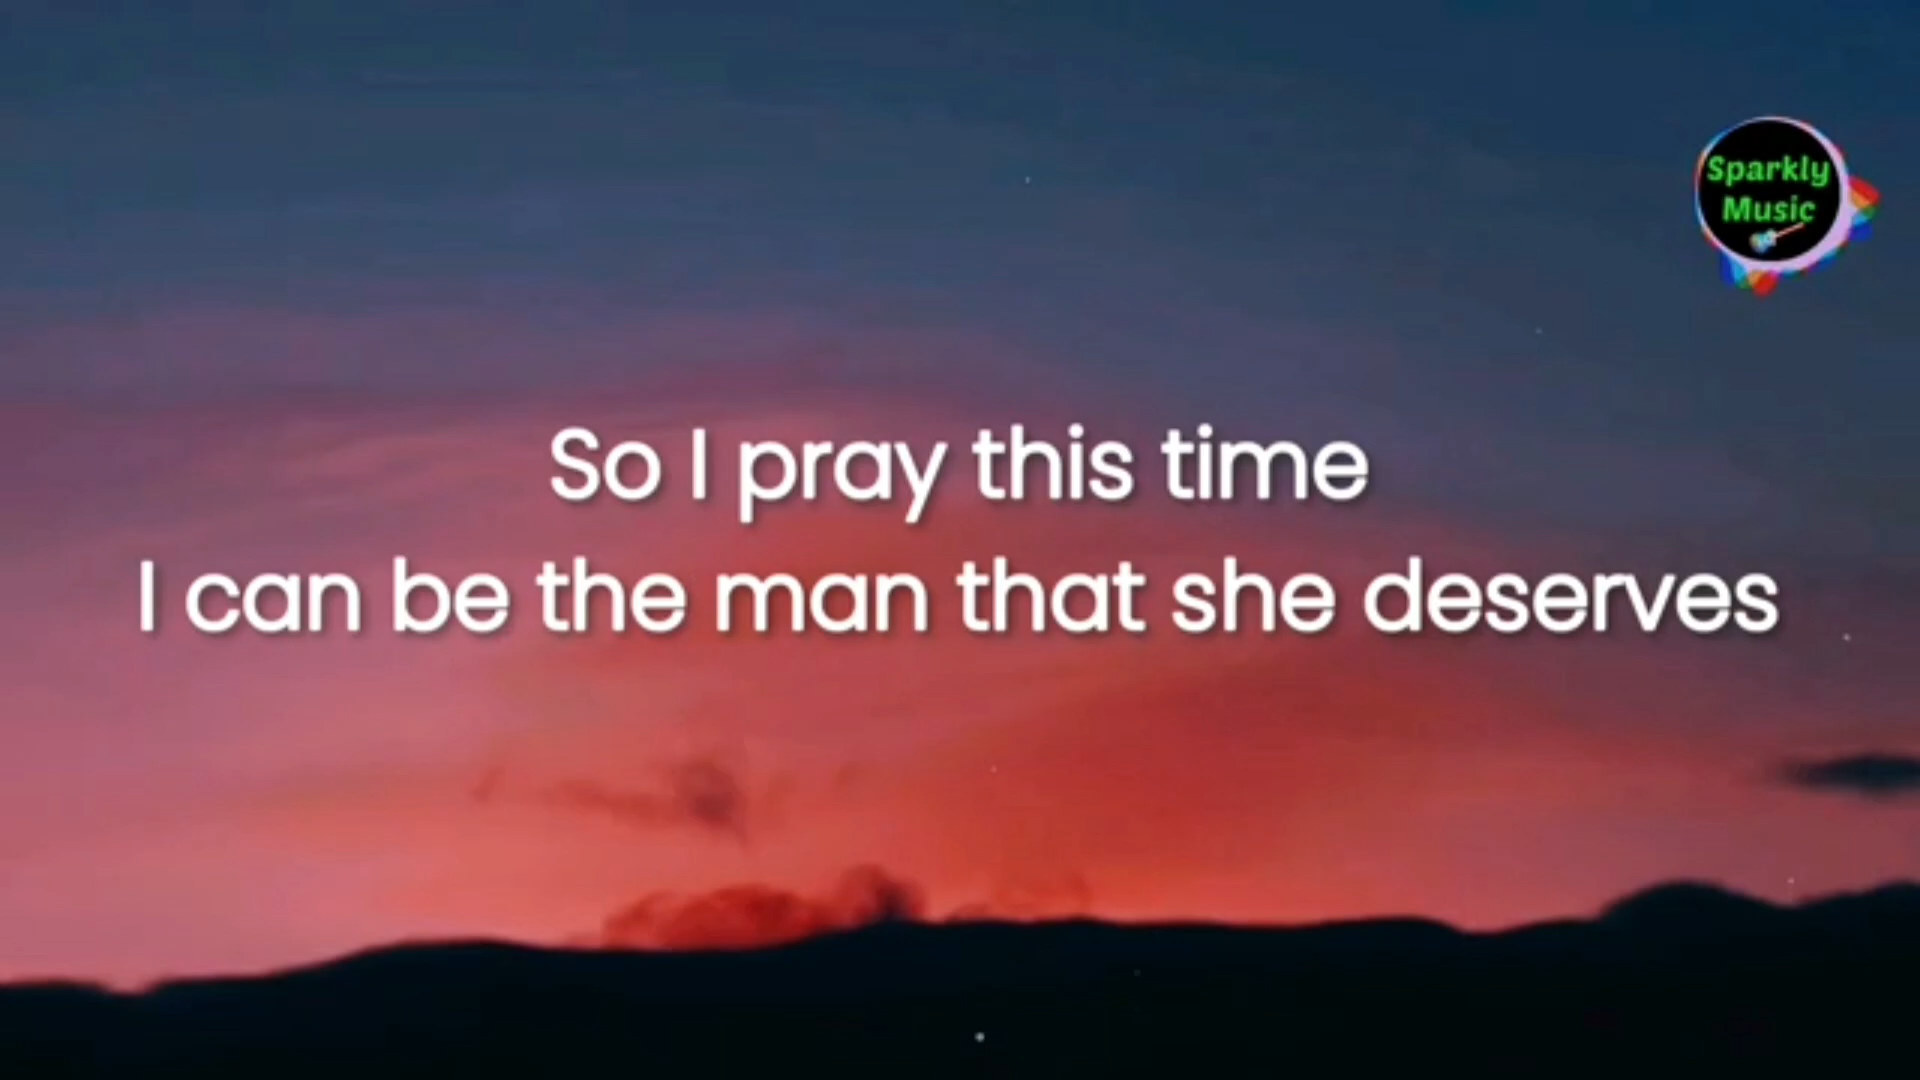 Sparkly
Music
So I pray this time
I can be the man that she deserves